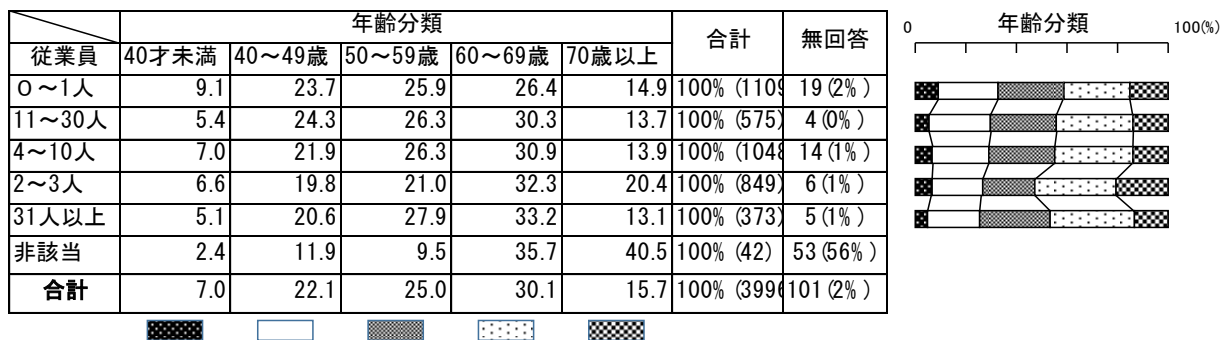 年齢分類 合計 無回答 0 年齢分類 100(%)
従業員 40才未満 40～49歳 50～59歳 60～69歳 70歳以上
０～1人 9.1 23.7 25.9 26.4 14.9 100% (1109 19(2%)
11～30人 5.4 24.3 26.3 30.3 13.7 100% (575) 4(0%)
4～10人 7.0 21.9 26.3 30.9 13.9 100% (1048 14(1%)
2～3人 6.6 19.8 21.0 32.3 20.4 100% (849) 6(1%)
31人以上 5.1 20.6 27.9 33.2 13.1 100% (373) 5(1%)
非該当 2.4 11.9 9.5 35.7 40.5 100% (42) 53(56%)
合計 7.0 22.1 25.0 30.1 15.7 100% (3996 101(2%)